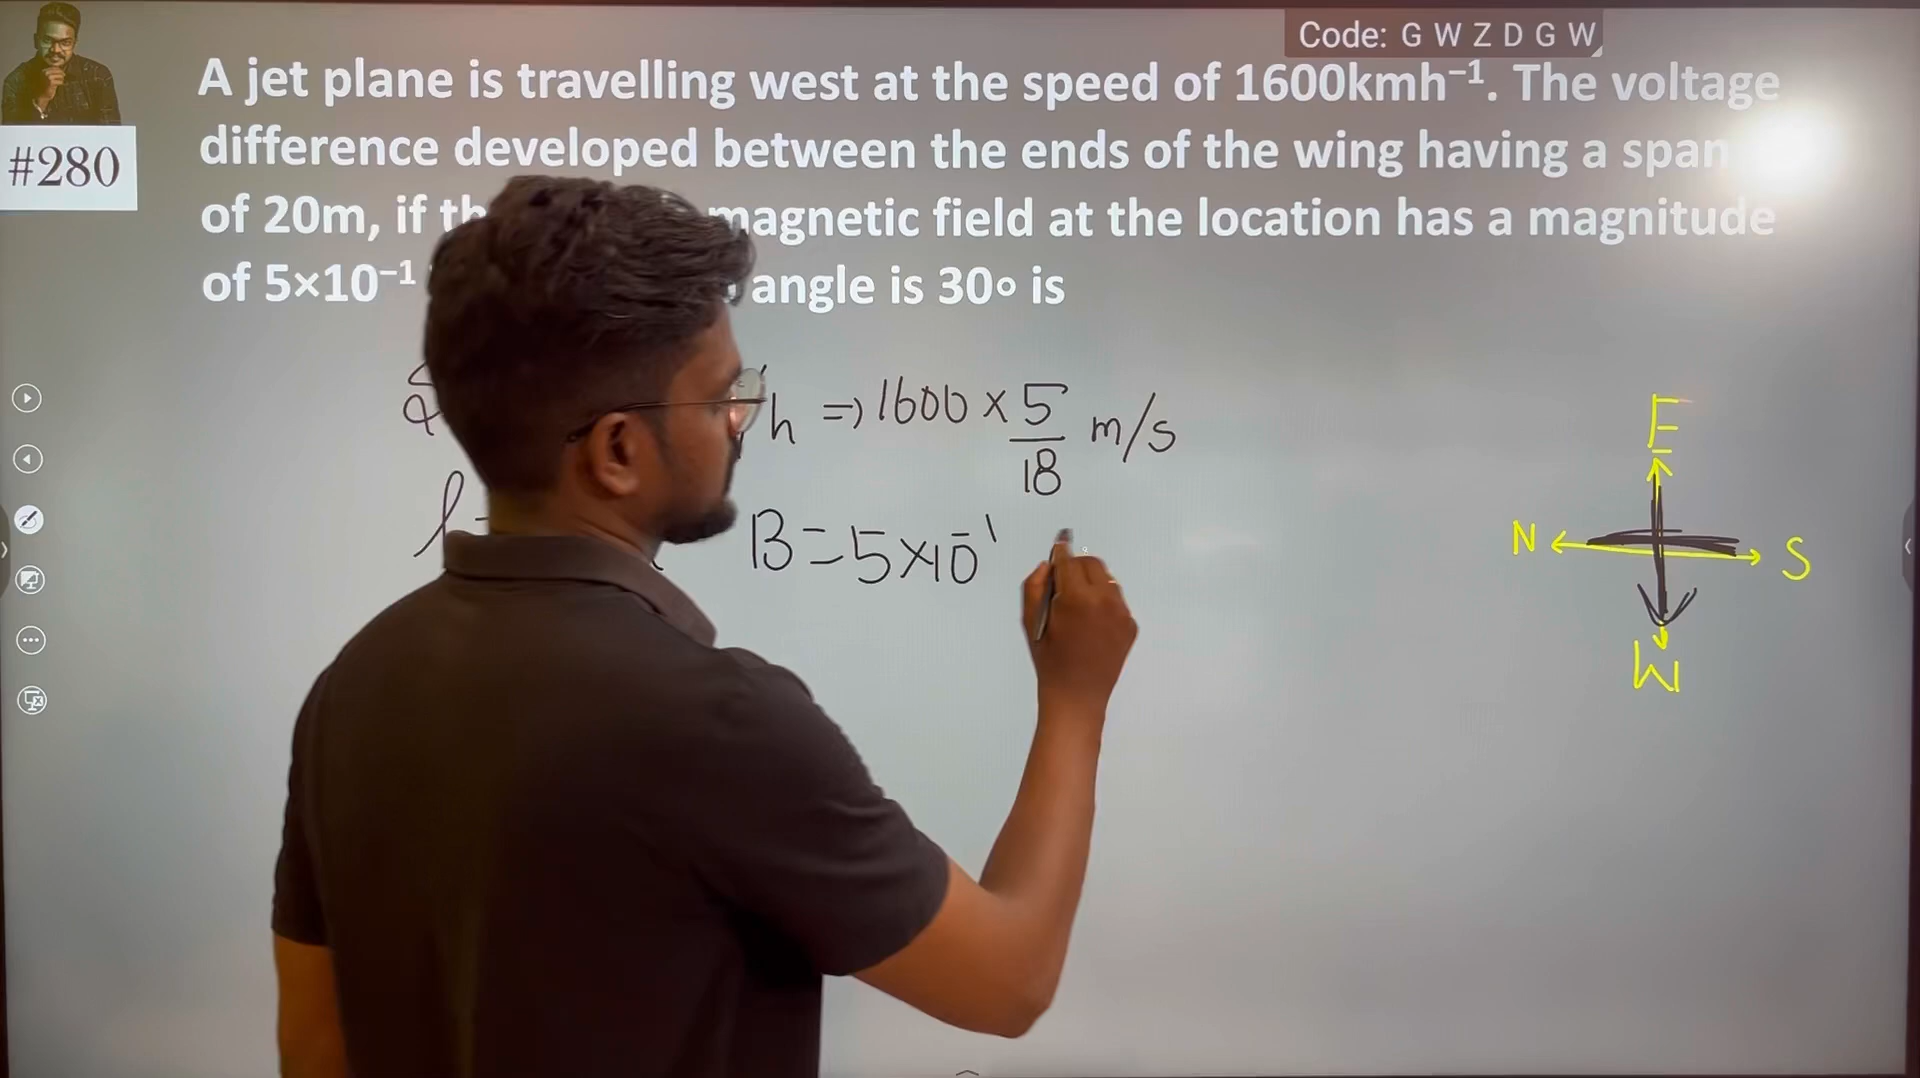 Code: G W Z D G W
#280
A jet plane is travelling west at the speed of 1600kmh⁻¹. The voltage
difference developed between the ends of the wing having a span
of 20m, if magnetic field at the location has a magnitude
of 5×10⁻¹ angle is 30∘ is
h => 1600 × 5/18 m/s
l B = 5×10⁻¹
E
N S
W